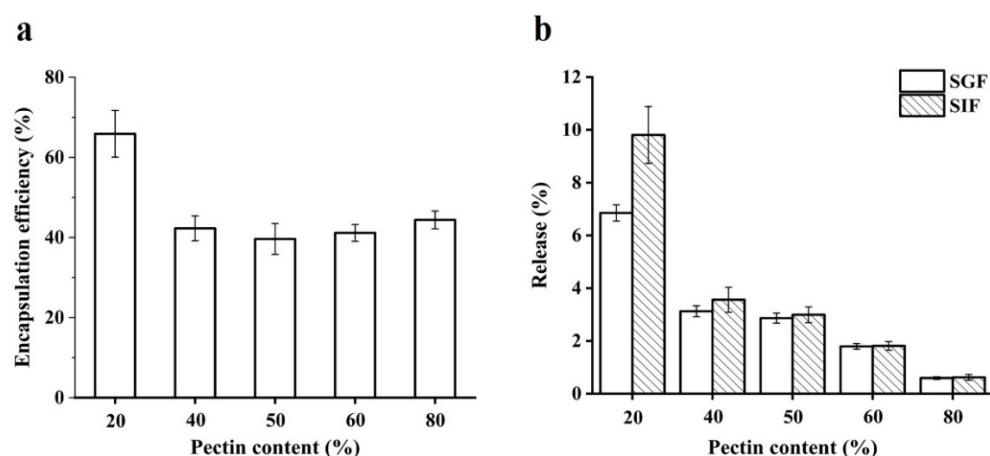 a
Encapsulation efficiency (%)
80
60
40
20
0
20 40 50 60 80
Pectin content (%)
b
SGF
SIF
Release (%)
12
10
8
6
4
2
0
20 40 50 60 80
Pectin content (%)